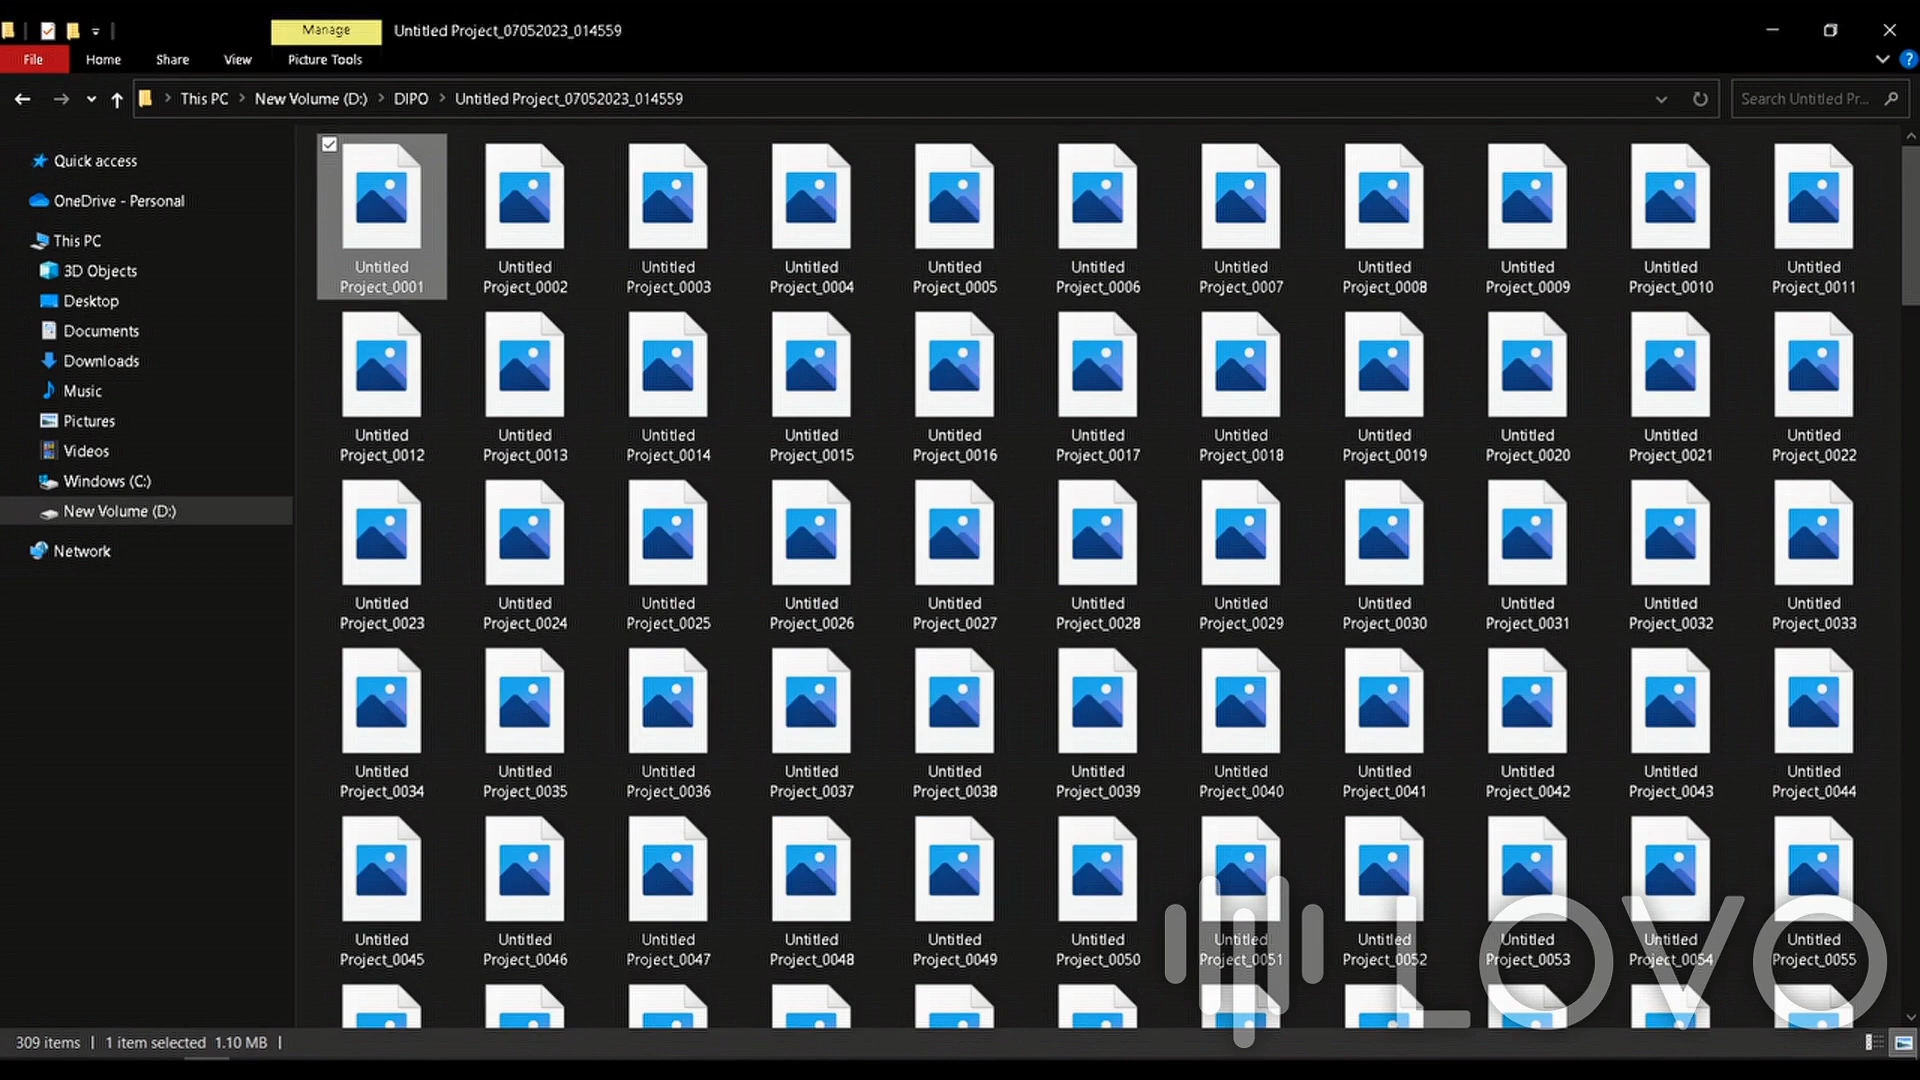 Manage Untitled Project_07052023_014559
File Home Share View Picture Tools
This PC New Volume (D:) DIPO Untitled Project_07052023_014559 Search Untitled Pr...
Quick access
OneDrive - Personal
This PC
3D Objects
Desktop
Documents
Downloads
Music
Pictures
Videos
Windows (C:)
New Volume (D:)
Network
Untitled Untitled Untitled Untitled Untitled Untitled Untitled Untitled Untitled Untitled Untitled
Project_0001 Project_0002 Project_0003 Project_0004 Project_0005 Project_0006 Project_0007 Project_0008 Project_0009 Project_0010 Project_0011
Untitled Untitled Untitled Untitled Untitled Untitled Untitled Untitled Untitled Untitled Untitled
Project_0012 Project_0013 Project_0014 Project_0015 Project_0016 Project_0017 Project_0018 Project_0019 Project_0020 Project_0021 Project_0022
Untitled Untitled Untitled Untitled Untitled Untitled Untitled Untitled Untitled Untitled Untitled
Project_0023 Project_0024 Project_0025 Project_0026 Project_0027 Project_0028 Project_0029 Project_0030 Project_0031 Project_0032 Project_0033
Untitled Untitled Untitled Untitled Untitled Untitled Untitled Untitled Untitled Untitled Untitled
Project_0034 Project_0035 Project_0036 Project_0037 Project_0038 Project_0039 Project_0040 Project_0041 Project_0042 Project_0043 Project_0044
Untitled Untitled Untitled Untitled Untitled Untitled Untitled Untitled Untitled Untitled Untitled
Project_0045 Project_0046 Project_0047 Project_0048 Project_0049 Project_0050 Project_0051 Project_0052 Project_0053 Project_0054 Project_0055
LOVO
309 items 1 item selected 1.10 MB